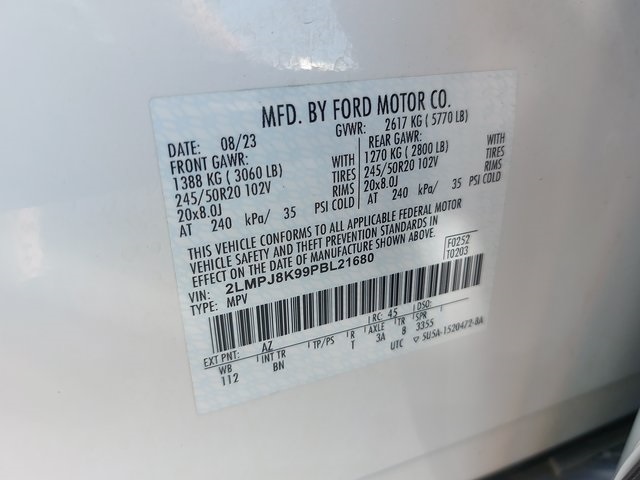 MFD. BY FORD MOTOR CO.
DATE: 08/23 GVWR: 2617 KG ( 5770 LB)
FRONT GAWR: REAR GAWR:
1388 KG ( 3060 LB) WITH 1270 KG ( 2800 LB) WITH
245/50R20 102V TIRES 245/50R20 102V TIRES
20x8.0J RIMS 20x8.0J RIMS
AT 240 kPa/ 35 PSI COLD AT 240 kPa/ 35 PSI COLD
THIS VEHICLE CONFORMS TO ALL APPLICABLE FEDERAL MOTOR
VEHICLE SAFETY AND THEFT PREVENTION STANDARDS IN
EFFECT ON THE DATE OF MANUFACTURE SHOWN ABOVE.
F0252
T0203
VIN: 2LMPJ8K99PBL21680
TYPE: MPV
RC: 45 DSO:
EXT PNT: AZ
WB INT TR TP/PS R AXLE TR SPR
112 BN T 3A 8 3355
UTC 5U5A-1520472-BA